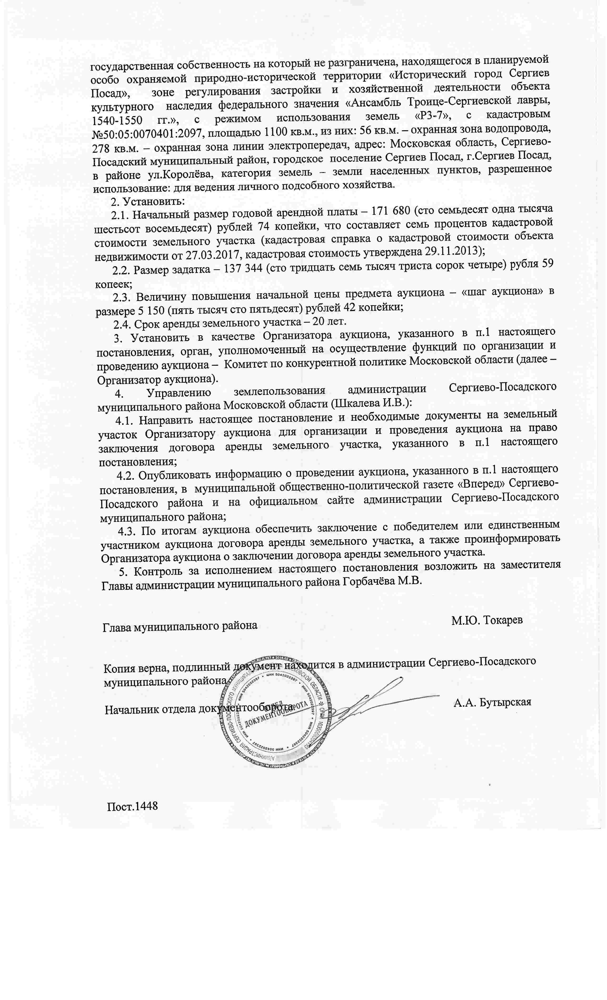 государственная собственность на который не разграничена, находящегося в планируемой
особо охраняемой природно-исторической территории «Исторический город Сергиев
Посад», зоне регулирования застройки и хозяйственной деятельности объекта
культурного наследия федерального значения «Ансамбль Троице-Сергиевской лавры,
1540-1550 гг.», с режимом использования земель «РЗ-7», с кадастровым
№50:05:0070401:2097, площадью 1100 кв.м., из них: 56 кв.м. – охранная зона водопровода,
278 кв.м. – охранная зона линии электропередач, адрес: Московская область, Сергиево-
Посадский муниципальный район, городское поселение Сергиев Посад, г.Сергиев Посад,
в районе ул.Королёва, категория земель – земли населенных пунктов, разрешенное
использование: для ведения личного подсобного хозяйства.
2. Установить:
2.1. Начальный размер годовой арендной платы – 171 680 (сто семьдесят одна тысяча
шестьсот восемьдесят) рублей 74 копейки, что составляет семь процентов кадастровой
стоимости земельного участка (кадастровая справка о кадастровой стоимости объекта
недвижимости от 27.03.2017, кадастровая стоимость утверждена 29.11.2013);
2.2. Размер задатка – 137 344 (сто тридцать семь тысяч триста сорок четыре) рубля 59
копеек;
2.3. Величину повышения начальной цены предмета аукциона – «шаг аукциона» в
размере 5 150 (пять тысяч сто пятьдесят) рублей 42 копейки;
2.4. Срок аренды земельного участка – 20 лет.
3. Установить в качестве Организатора аукциона, указанного в п.1 настоящего
постановления, орган, уполномоченный на осуществление функций по организации и
проведению аукциона – Комитет по конкурентной политике Московской области (далее –
Организатор аукциона).
4. Управлению землепользования администрации Сергиево-Посадского
муниципального района Московской области (Шкалева И.В.):
4.1. Направить настоящее постановление и необходимые документы на земельный
участок Организатору аукциона для организации и проведения аукциона на право
заключения договора аренды земельного участка, указанного в п.1 настоящего
постановления;
4.2. Опубликовать информацию о проведении аукциона, указанного в п.1 настоящего
постановления, в муниципальной общественно-политической газете «Вперед» Сергиево-
Посадского района и на официальном сайте администрации Сергиево-Посадского
муниципального района;
4.3. По итогам аукциона обеспечить заключение с победителем или единственным
участником аукциона договора аренды земельного участка, а также проинформировать
Организатора аукциона о заключении договора аренды земельного участка.
5. Контроль за исполнением настоящего постановления возложить на заместителя
Главы администрации муниципального района Горбачёва М.В.
Глава муниципального района М.Ю. Токарев
Копия верна, подлинный документ находится в администрации Сергиево-Посадского
муниципального района
Начальник отдела документооборота А.А. Бутырская
АДМИНИСТРАЦИЯ СЕРГИЕВО-ПОСАДСКОГО МУНИЦИПАЛЬНОГО РАЙОНА МОСКОВСКОЙ ОБЛАСТИ * ОГРН 1035008354193
ИНН 5042022397 • ИНН 5042022397 • ИНН 5042022397 • ИНН 5042022397 • ИНН 5042022397 • ИНН 5042022397
ОТДЕЛ
ДОКУМЕНТООБОРОТА
Пост.1448